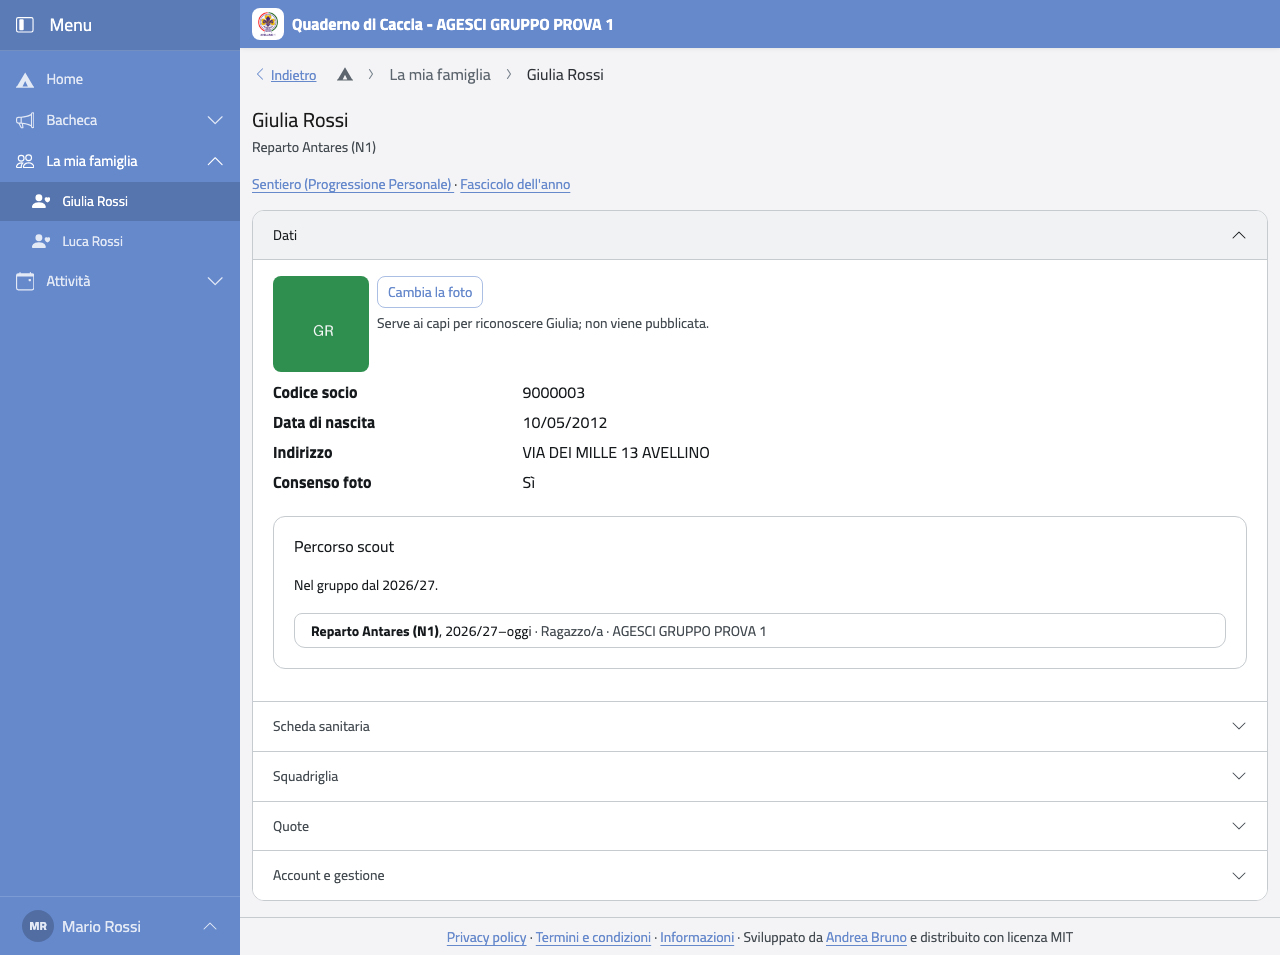 Menu
Quaderno di Caccia - AGESCI GRUPPO PROVA 1
Home
Bacheca
La mia famiglia
Giulia Rossi
Luca Rossi
Attività
MR Mario Rossi
Indietro La mia famiglia Giulia Rossi
Giulia Rossi
Reparto Antares (N1)
Sentiero (Progressione Personale) · Fascicolo dell'anno
Dati
GR
Cambia la foto
Serve ai capi per riconoscere Giulia; non viene pubblicata.
Codice socio 9000003
Data di nascita 10/05/2012
Indirizzo VIA DEI MILLE 13 AVELLINO
Consenso foto Sì
Percorso scout
Nel gruppo dal 2026/27.
Reparto Antares (N1), 2026/27–oggi · Ragazzo/a · AGESCI GRUPPO PROVA 1
Scheda sanitaria
Squadriglia
Quote
Account e gestione
Privacy policy · Termini e condizioni · Informazioni · Sviluppato da Andrea Bruno e distribuito con licenza MIT